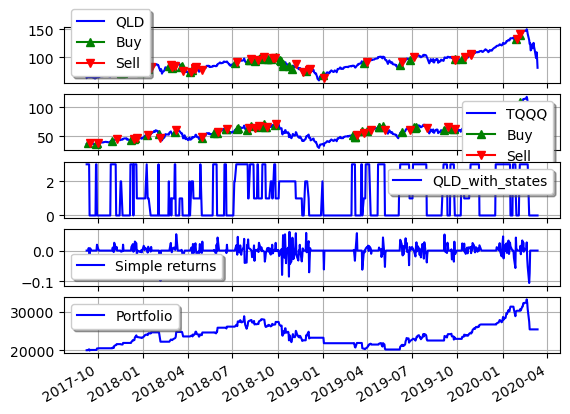 150
100
QLD
Buy
Sell
100
50
TQQQ
Buy
Sell
2
0
QLD_with_states
0.0
−0.1
Simple returns
30000
20000
Portfolio
2017-10
2018-01
2018-04
2018-07
2018-10
2019-01
2019-04
2019-07
2019-10
2020-01
2020-04